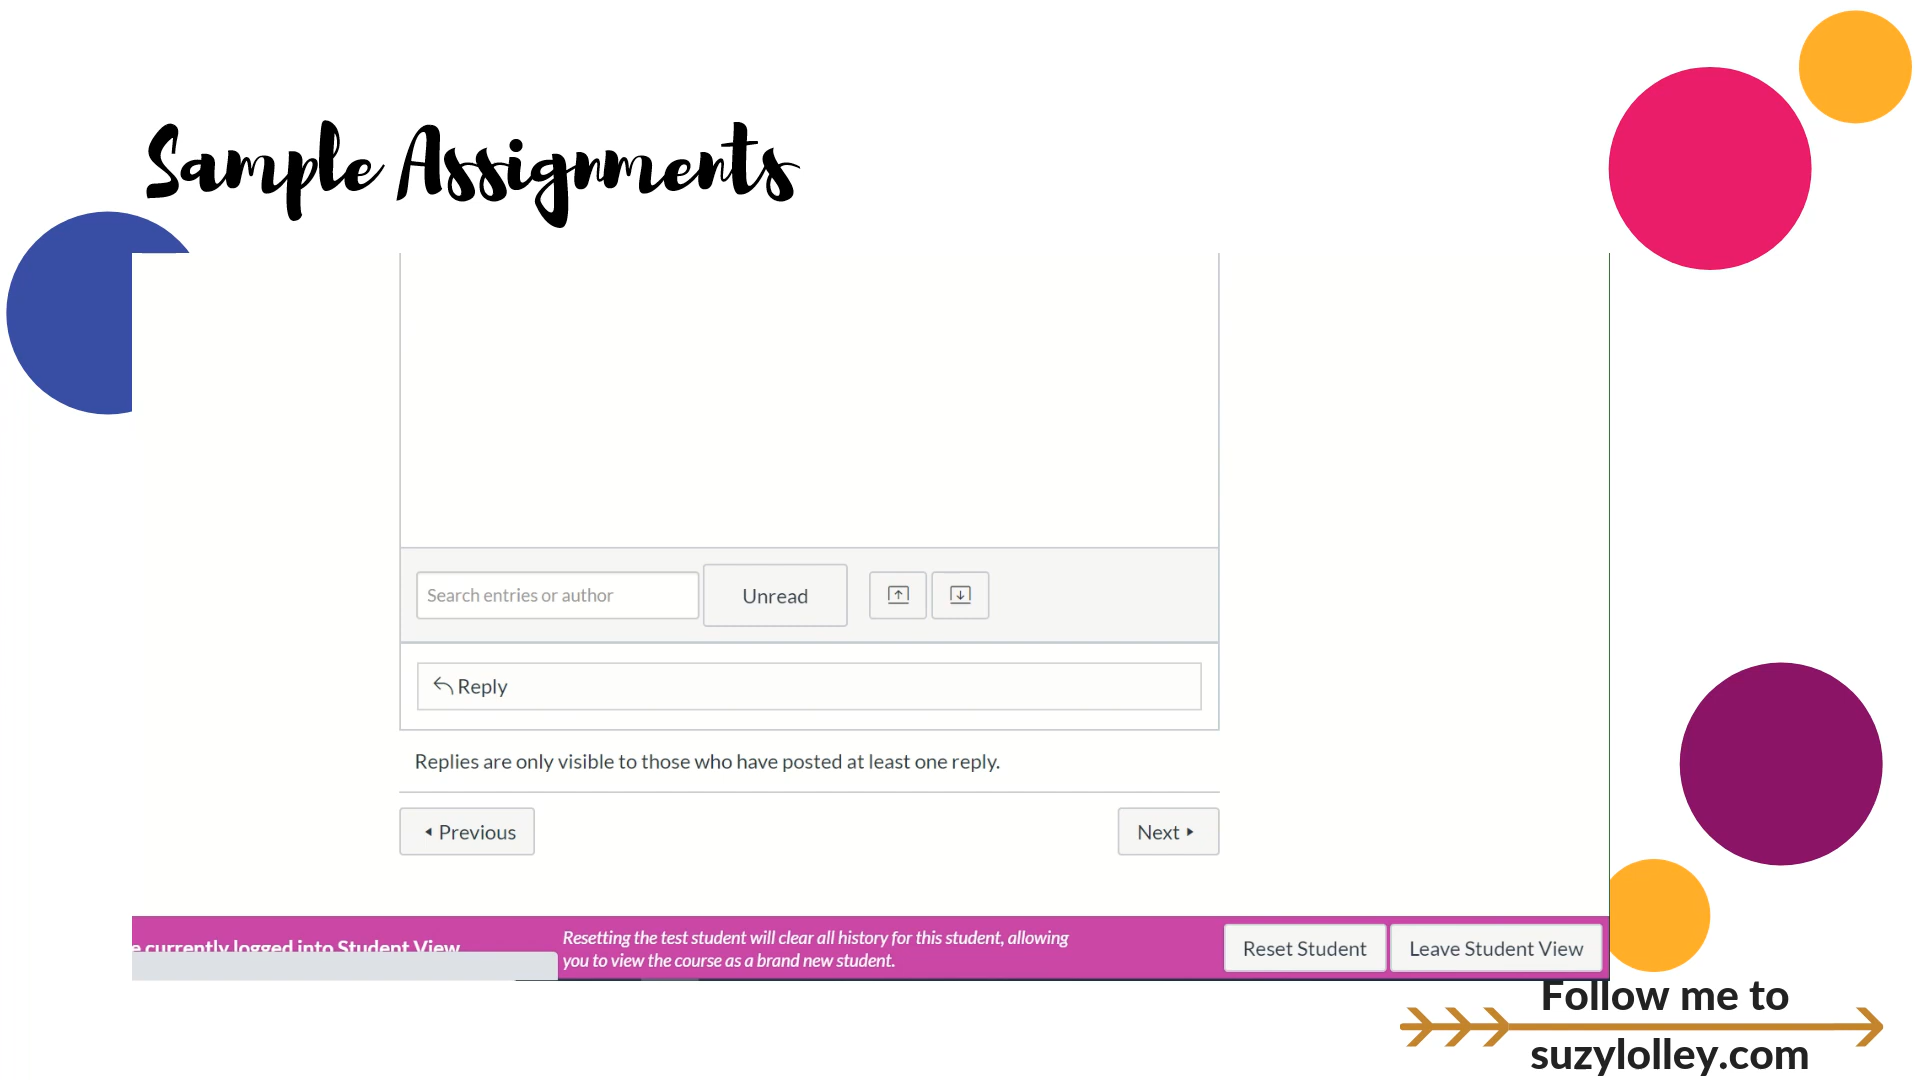 Sample Assignments
Search entries or author
Unread
Reply
Replies are only visible to those who have posted at least one reply.
Previous
Next
currently logged into Student View
Resetting the test student will clear all history for this student, allowing
you to view the course as a brand new student.
Reset Student
Leave Student View
Follow me to
suzylolley.com